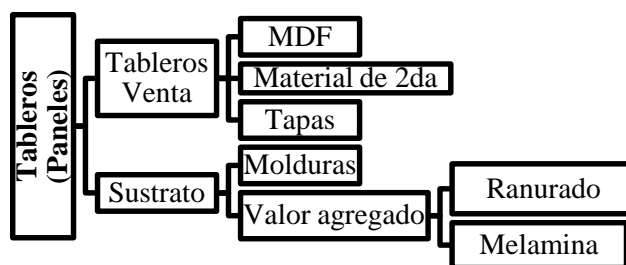 Tableros
(Paneles)
Tableros
Venta
MDF
Material de 2da
Tapas
Sustrato
Molduras
Valor agregado
Ranurado
Melamina